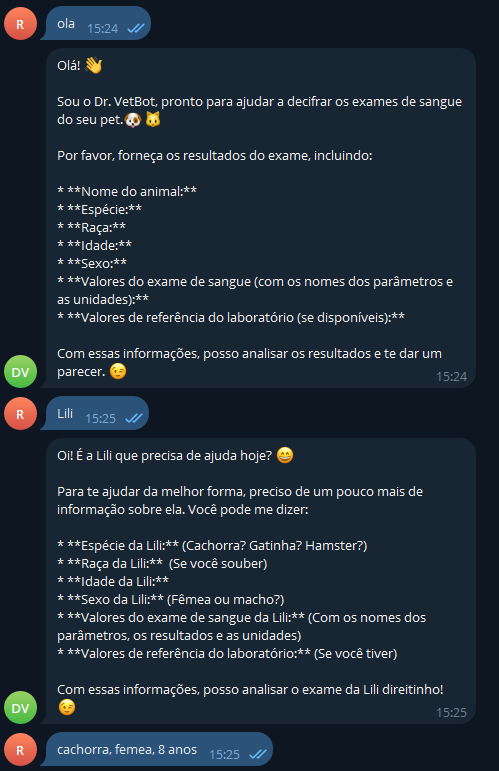 R
ola
15:24
Olá! 👋
Sou o Dr. VetBot, pronto para ajudar a decifrar os exames de sangue
do seu pet.🐶🐱
Por favor, forneça os resultados do exame, incluindo:
* **Nome do animal:**
* **Espécie:**
* **Raça:**
* **Idade:**
* **Sexo:**
* **Valores do exame de sangue (com os nomes dos parâmetros e
as unidades):**
* **Valores de referência do laboratório (se disponíveis):**
Com essas informações, posso analisar os resultados e te dar um
parecer. 😉
15:24
DV
R
Lili
15:25
Oi! É a Lili que precisa de ajuda hoje? 😄
Para te ajudar da melhor forma, preciso de um pouco mais de
informação sobre ela. Você pode me dizer:
* **Espécie da Lili:** (Cachorra? Gatinha? Hamster?)
* **Raça da Lili:** (Se você souber)
* **Idade da Lili:**
* **Sexo da Lili:** (Fêmea ou macho?)
* **Valores do exame de sangue da Lili:** (Com os nomes dos
parâmetros, os resultados e as unidades)
* **Valores de referência do laboratório:** (Se você tiver)
Com essas informações, posso analisar o exame da Lili direitinho!
😉
15:25
DV
R
cachorra, femea, 8 anos
15:25